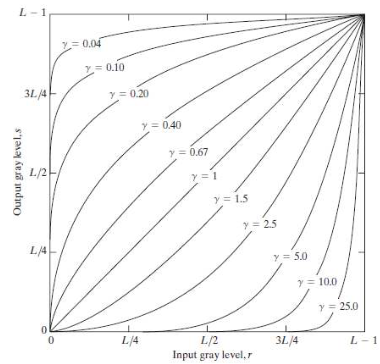 L − 1
γ = 0.04
γ = 0.10
3L/4
γ = 0.20
γ = 0.40
γ = 0.67
L/2
γ = 1
γ = 1.5
γ = 2.5
L/4
γ = 5.0
γ = 10.0
γ = 25.0
0
0 L/4 L/2 3L/4 L − 1
Input gray level, r
Output gray level, s